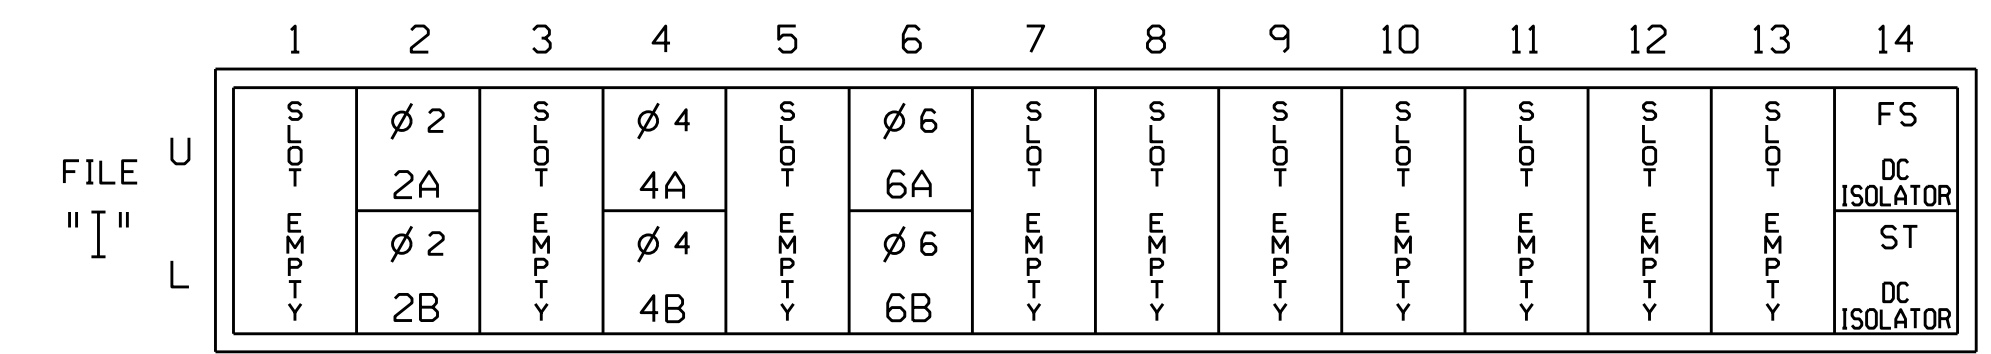 1 2 3 4 5 6 7 8 9 10 11 12 13 14
FILE
"I"
U
L
SLOT EMPTY
Ø 2
2A
Ø 2
2B
SLOT EMPTY
Ø 4
4A
Ø 4
4B
SLOT EMPTY
Ø 6
6A
Ø 6
6B
SLOT EMPTY
SLOT EMPTY
SLOT EMPTY
SLOT EMPTY
SLOT EMPTY
SLOT EMPTY
SLOT EMPTY
FS
DC
ISOLATOR
ST
DC
ISOLATOR